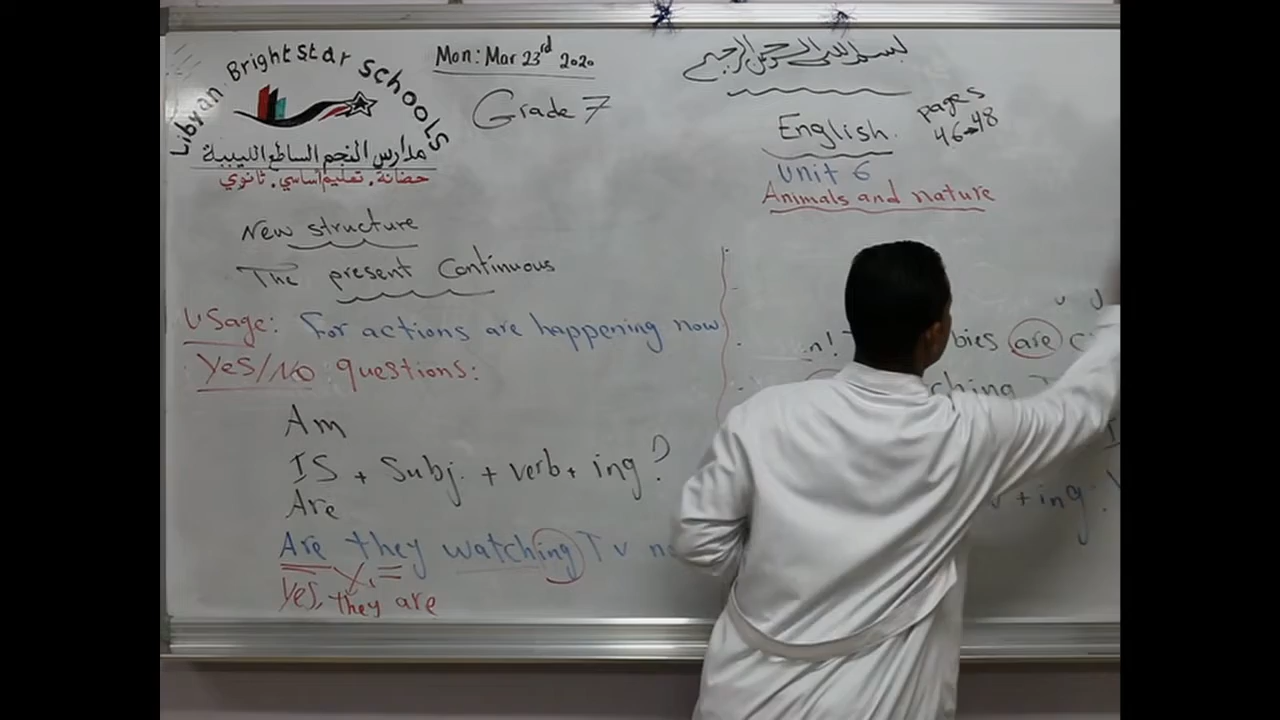 Libyan Bright Star Schools
مدارس النجم الساطع الليبية
حضانة . تعليم أساسي . ثانوي
Mon: Mar 23rd 2020
Grade 7
بسم الله الرحمن الرحيم
English.
pages
46→48
Unit 6
Animals and nature
New structure
The present Continuous
Usage: For actions are happening now
Yes/No questions:
Am
IS + Subj. + verb + ing?
Are
Are they watching TV
Yes, they are
are
+ ing.